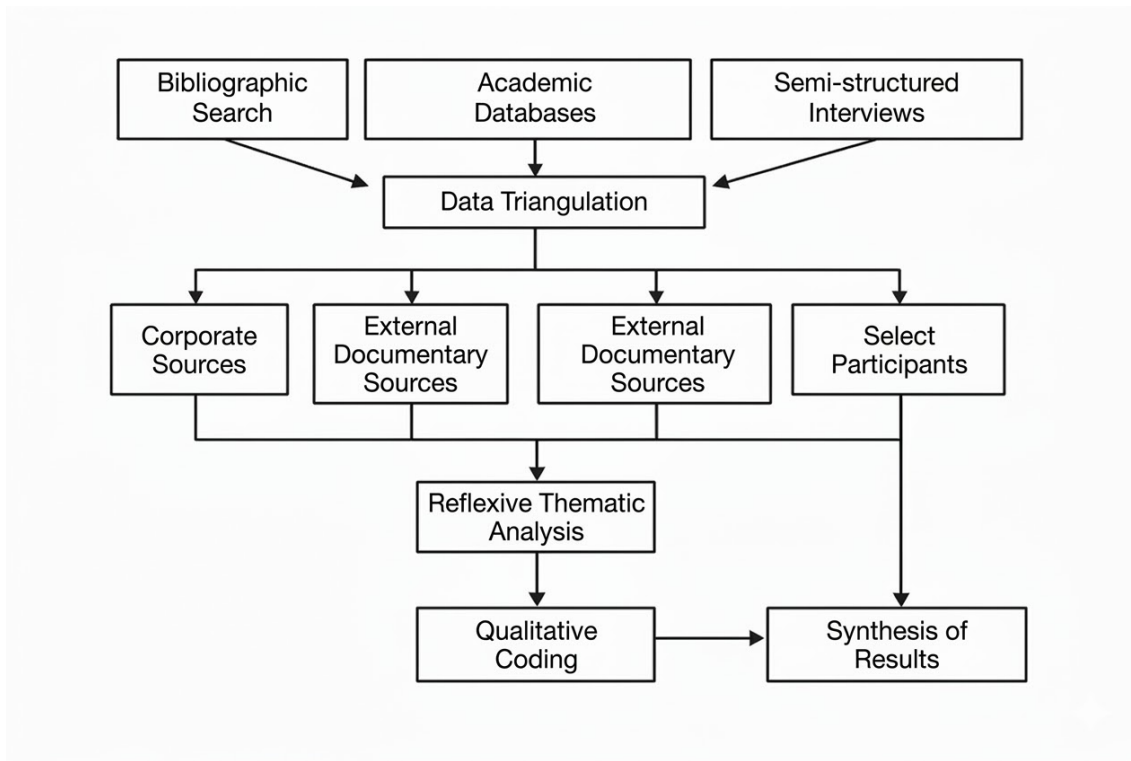 Bibliographic
Search
Academic
Databases
Semi-structured
Interviews
Data Triangulation
Corporate
Sources
External
Documentary
Sources
External
Documentary
Sources
Select
Participants
Reflexive Thematic
Analysis
Qualitative
Coding
Synthesis of
Results